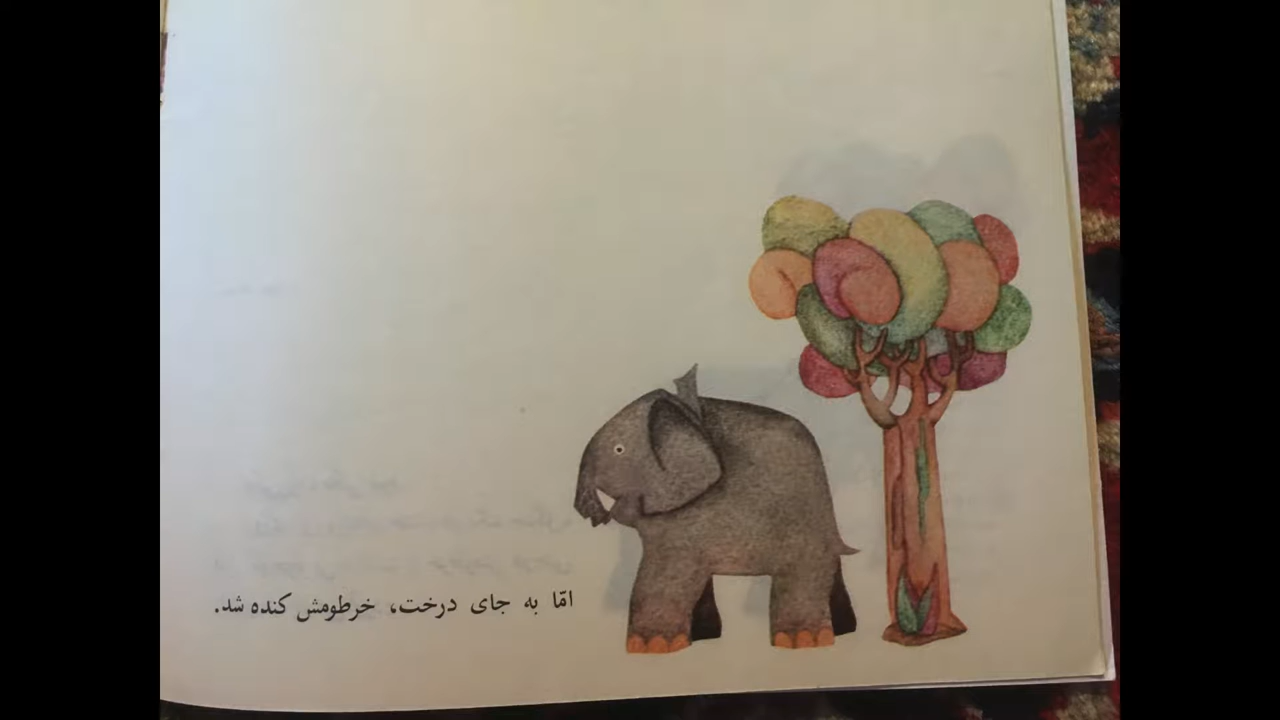 امّا به جای درخت، خرطومش کنده شد.